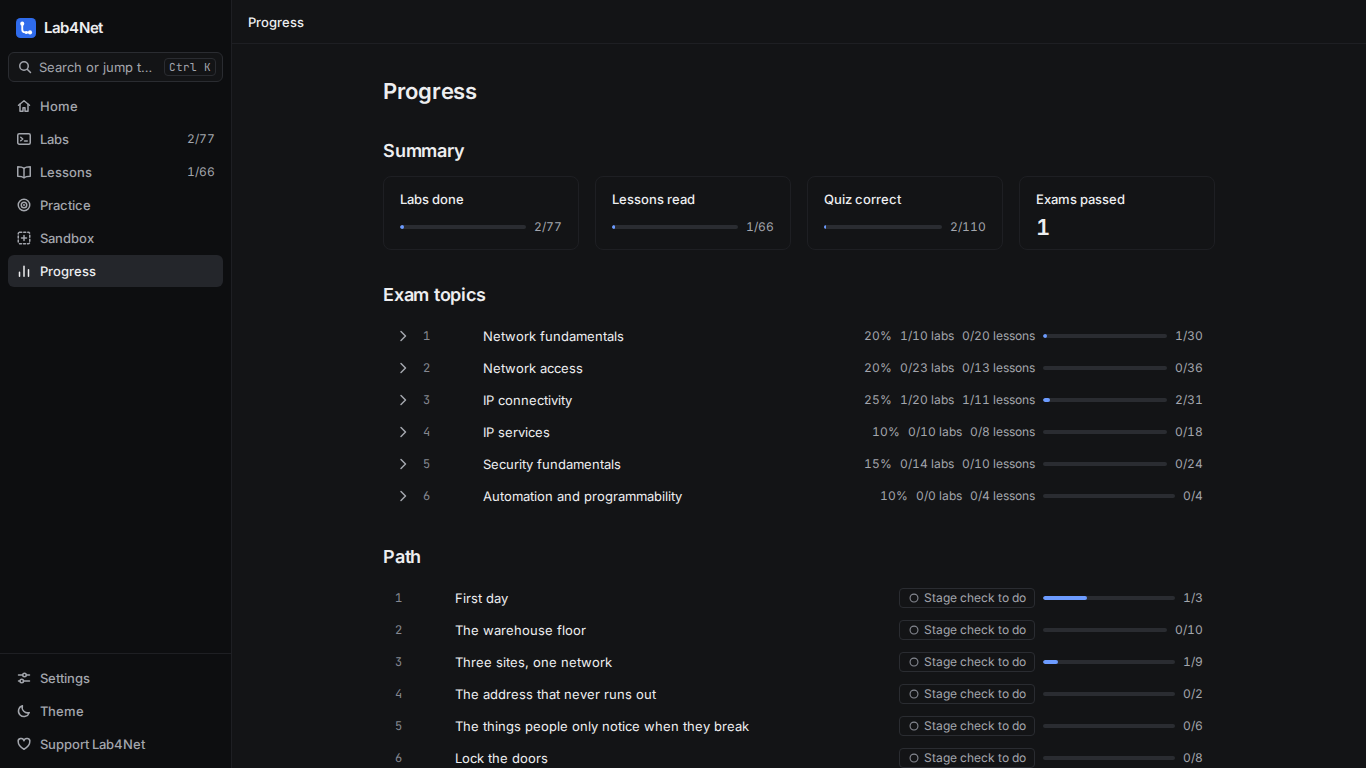 Lab4Net
Search or jump t... Ctrl K
Home
Labs 2/77
Lessons 1/66
Practice
Sandbox
Progress
Settings
Theme
Support Lab4Net
Progress
Progress
Summary
Labs done
2/77
Lessons read
1/66
Quiz correct
2/110
Exams passed
1
Exam topics
1 Network fundamentals 20% 1/10 labs 0/20 lessons 1/30
2 Network access 20% 0/23 labs 0/13 lessons 0/36
3 IP connectivity 25% 1/20 labs 1/11 lessons 2/31
4 IP services 10% 0/10 labs 0/8 lessons 0/18
5 Security fundamentals 15% 0/14 labs 0/10 lessons 0/24
6 Automation and programmability 10% 0/0 labs 0/4 lessons 0/4
Path
1 First day Stage check to do 1/3
2 The warehouse floor Stage check to do 0/10
3 Three sites, one network Stage check to do 1/9
4 The address that never runs out Stage check to do 0/2
5 The things people only notice when they break Stage check to do 0/6
6 Lock the doors Stage check to do 0/8